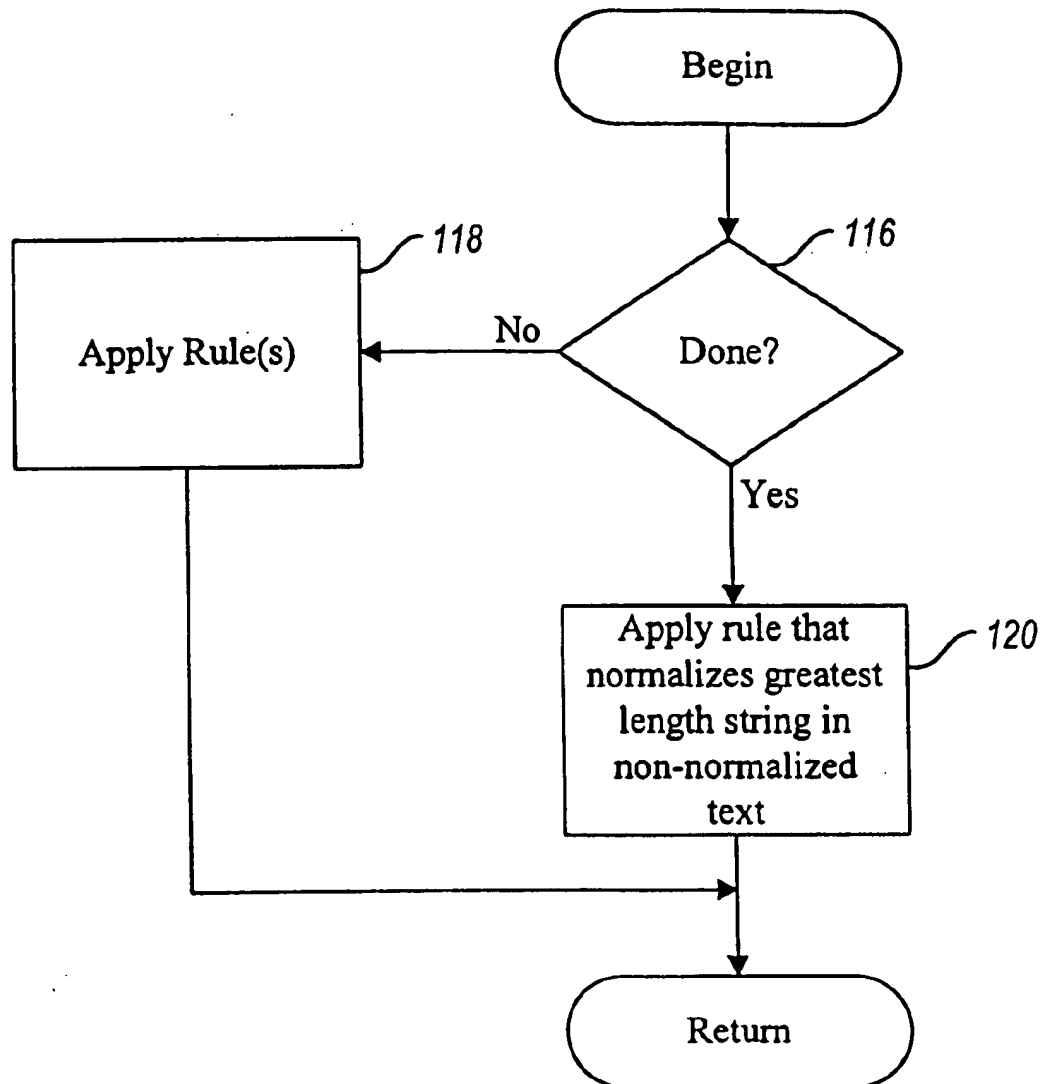 Begin
116
118
Done?
No
Apply Rule(s)
Yes
120
Apply rule that
normalizes greatest
length string in
non-normalized
text
Return